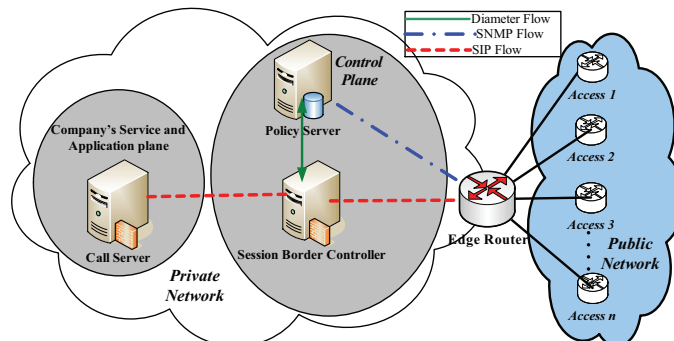 Diameter Flow
SNMP Flow
SIP Flow
Control
Plane
Access 1
Company's Service and
Application plane
Policy Server
Access 2
Access 3
Edge Router
Public
Network
Call Server
Session Border Controller
Private
Network
Access n